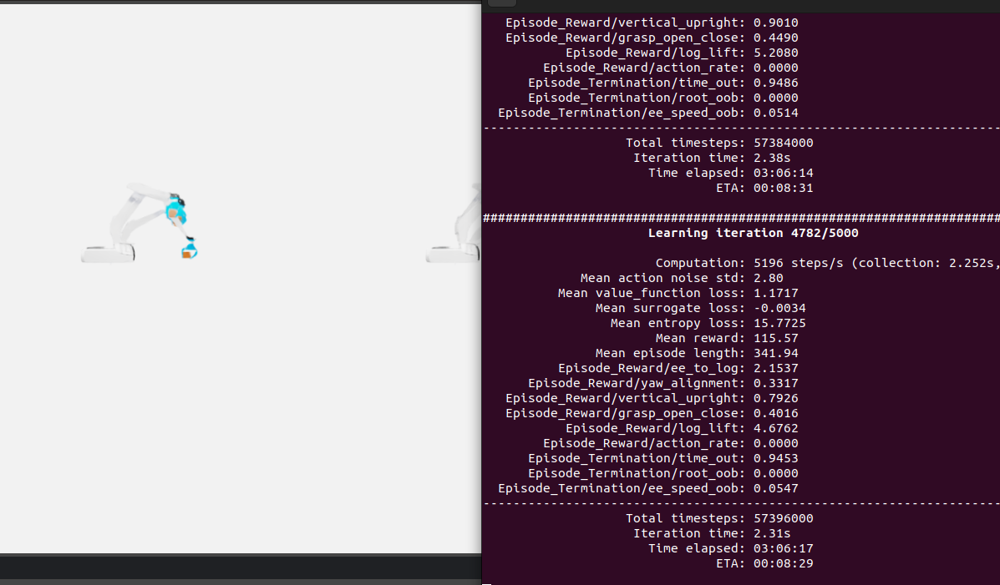 Episode_Reward/vertical_upright: 0.9010
Episode_Reward/grasp_open_close: 0.4490
Episode_Reward/log_lift: 5.2080
Episode_Reward/action_rate: 0.0000
Episode_Termination/time_out: 0.9486
Episode_Termination/root_oob: 0.0000
Episode_Termination/ee_speed_oob: 0.0514
--------------------------------------------------------------------------------
Total timesteps: 57384000
Iteration time: 2.38s
Time elapsed: 03:06:14
ETA: 00:08:31
################################################################################
Learning iteration 4782/5000
Computation: 5196 steps/s (collection: 2.252s,
Mean action noise std: 2.80
Mean value_function loss: 1.1717
Mean surrogate loss: -0.0034
Mean entropy loss: 15.7725
Mean reward: 115.57
Mean episode length: 341.94
Episode_Reward/ee_to_log: 2.1537
Episode_Reward/yaw_alignment: 0.3317
Episode_Reward/vertical_upright: 0.7926
Episode_Reward/grasp_open_close: 0.4016
Episode_Reward/log_lift: 4.6762
Episode_Reward/action_rate: 0.0000
Episode_Termination/time_out: 0.9453
Episode_Termination/root_oob: 0.0000
Episode_Termination/ee_speed_oob: 0.0547
--------------------------------------------------------------------------------
Total timesteps: 57396000
Iteration time: 2.31s
Time elapsed: 03:06:17
ETA: 00:08:29